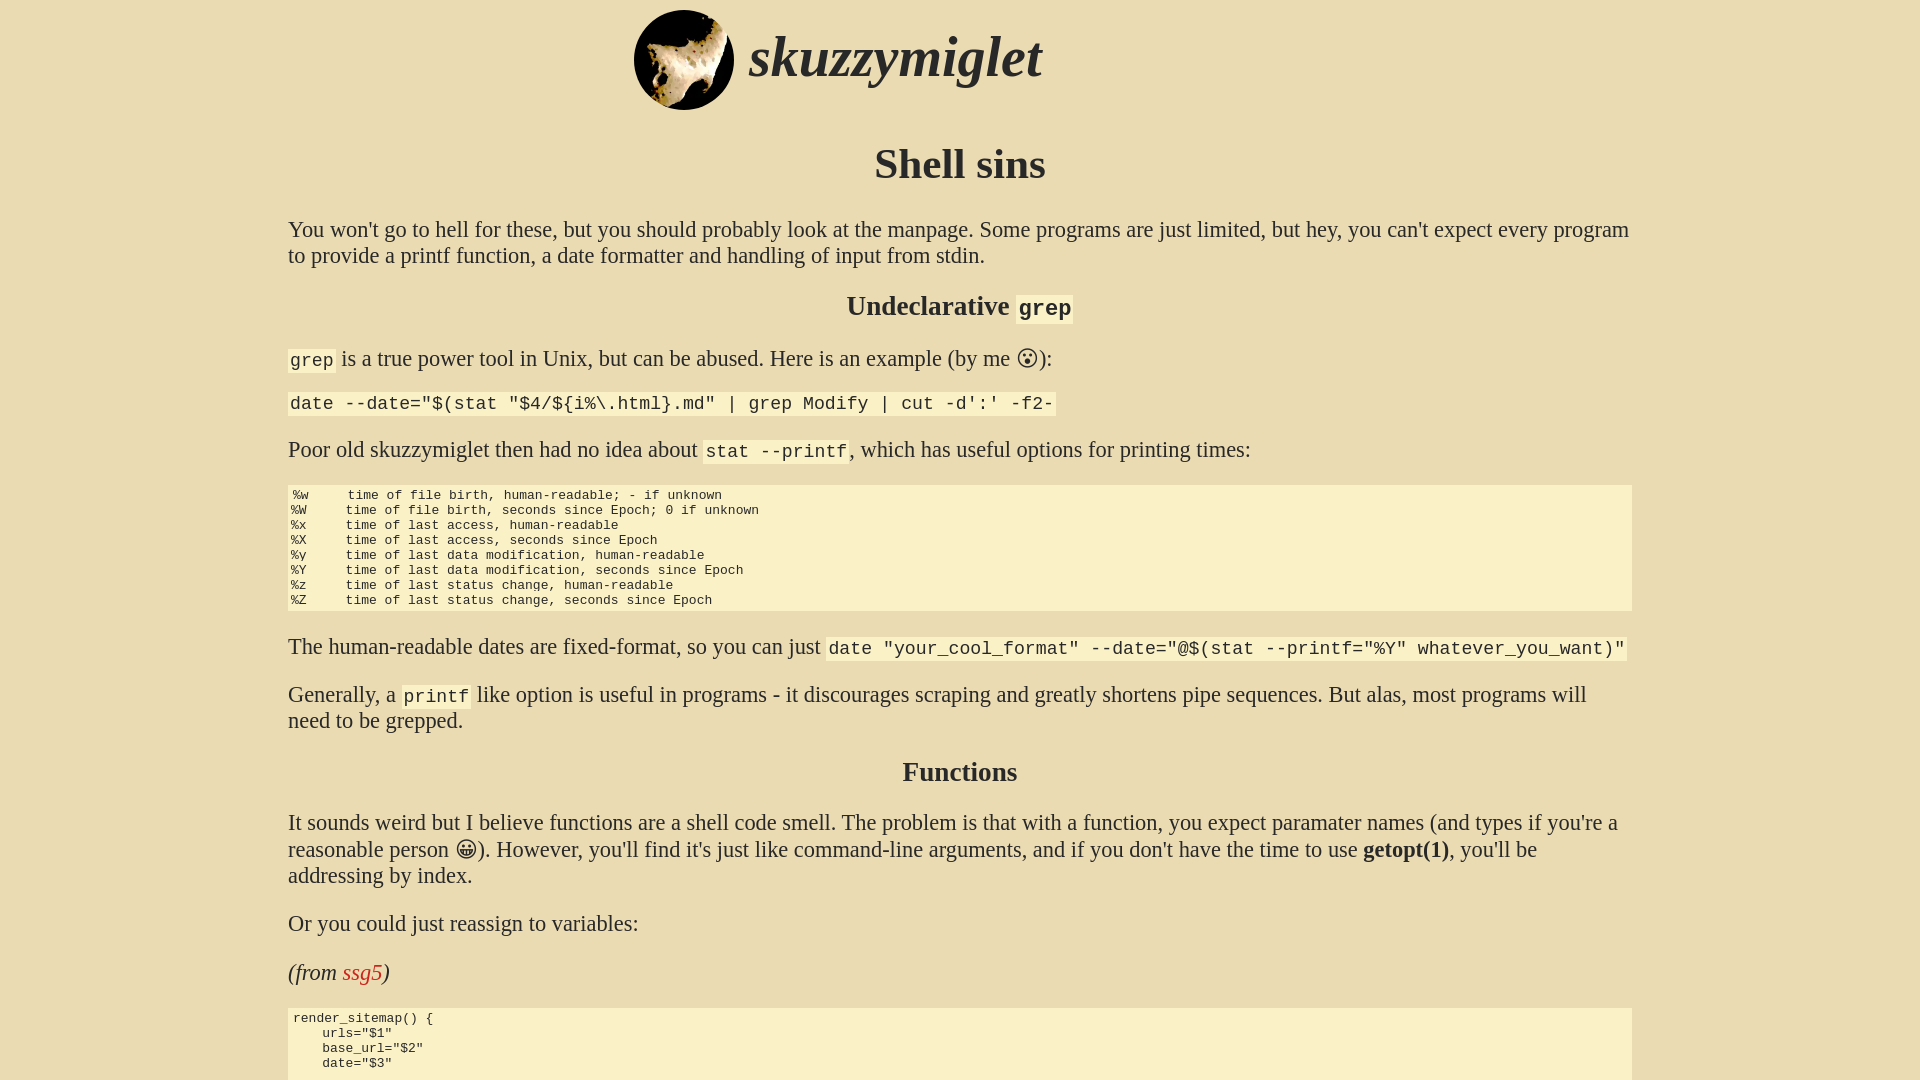 skuzzymiglet
Shell sins
You won't go to hell for these, but you should probably look at the manpage. Some programs are just limited, but hey, you can't expect every program
to provide a printf function, a date formatter and handling of input from stdin.
Undeclarative grep
grep is a true power tool in Unix, but can be abused. Here is an example (by me 😮):
date --date="$(stat "$4/${i%\.html}.md" | grep Modify | cut -d':' -f2-
Poor old skuzzymiglet then had no idea about stat --printf, which has useful options for printing times:
%w     time of file birth, human-readable; - if unknown
%W     time of file birth, seconds since Epoch; 0 if unknown
%x     time of last access, human-readable
%X     time of last access, seconds since Epoch
%y     time of last data modification, human-readable
%Y     time of last data modification, seconds since Epoch
%z     time of last status change, human-readable
%Z     time of last status change, seconds since Epoch
The human-readable dates are fixed-format, so you can just date "your_cool_format" --date="@$(stat --printf="%Y" whatever_you_want)"
Generally, a printf like option is useful in programs - it discourages scraping and greatly shortens pipe sequences. But alas, most programs will
need to be grepped.
Functions
It sounds weird but I believe functions are a shell code smell. The problem is that with a function, you expect paramater names (and types if you're a
reasonable person 😀). However, you'll find it's just like command-line arguments, and if you don't have the time to use getopt(1), you'll be
addressing by index.
Or you could just reassign to variables:
(from ssg5)
render_sitemap() {
urls="$1"
base_url="$2"
date="$3"